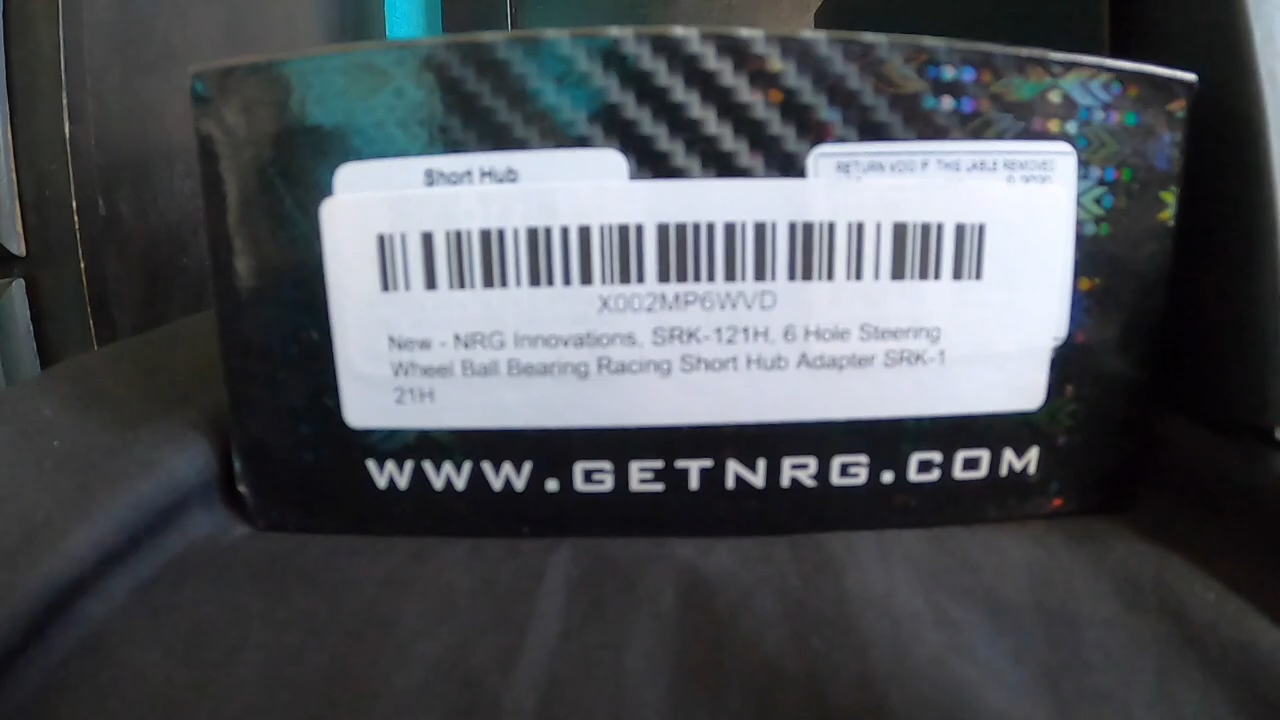 Short Hub
RETURN VOID IF THIS LABLE REMOVED
X002MP6WVD
New - NRG Innovations, SRK-121H, 6 Hole Steering
Wheel Ball Bearing Racing Short Hub Adapter SRK-1
21H
WWW.GETNRG.COM